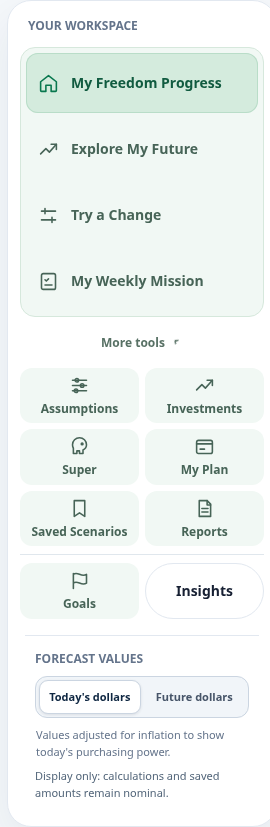 YOUR WORKSPACE
My Freedom Progress
Explore My Future
Try a Change
My Weekly Mission
More tools
Assumptions
Investments
Super
My Plan
Saved Scenarios
Reports
Goals
Insights
FORECAST VALUES
Today's dollars
Future dollars
Values adjusted for inflation to show
today's purchasing power.
Display only: calculations and saved
amounts remain nominal.